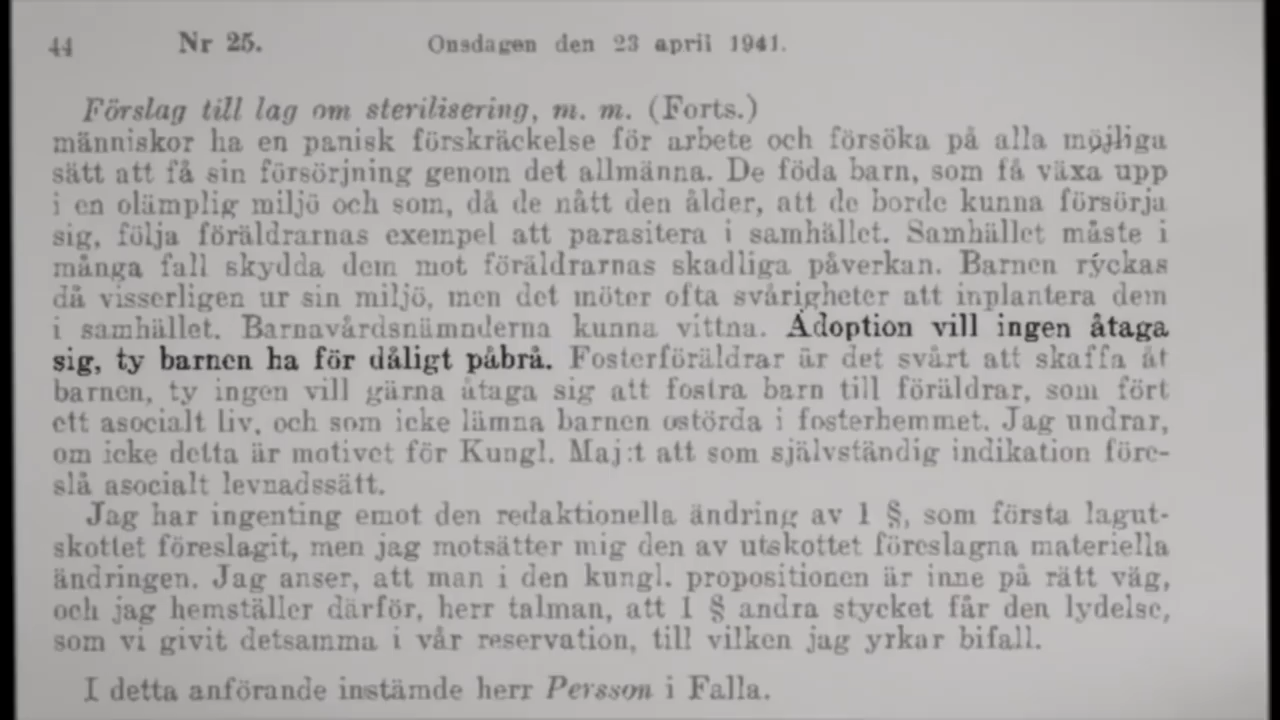 44 Nr 25. Onsdagen den 23 april 1941.
Förslag till lag om sterilisering, m. m. (Forts.)
människor ha en panisk förskräckelse för arbete och försöka på alla möjliga
sätt att få sin försörjning genom det allmänna. De föda barn, som få växa upp
i en olämplig miljö och som, då de nått den ålder, att de borde kunna försörja
sig, följa föräldrarnas exempel att parasitera i samhället. Samhället måste i
många fall skydda dem mot föräldrarnas skadliga påverkan. Barnen ryckas
då visserligen ur sin miljö, men det möter ofta svårigheter att inplantera dem
i samhället. Barnavårdsnämnderna kunna vittna. Adoption vill ingen åtaga
sig, ty barnen ha för dåligt påbrå. Fosterföräldrar är det svårt att skaffa åt
barnen, ty ingen vill gärna åtaga sig att fostra barn till föräldrar, som fört
ett asocialt liv, och som icke lämna barnen ostörda i fosterhemmet. Jag undrar,
om icke detta är motivet för Kungl. Maj:t att som självständig indikation före-
slå asocialt levnadssätt.
Jag har ingenting emot den redaktionella ändring av 1 §, som första lagut-
skottet föreslagit, men jag motsätter mig den av utskottet föreslagna materiella
ändringen. Jag anser, att man i den kungl. propositionen är inne på rätt väg,
och jag hemställer därför, herr talman, att 1 § andra stycket får den lydelse,
som vi givit detsamma i vår reservation, till vilken jag yrkar bifall.
I detta anförande instämde herr Persson i Falla.